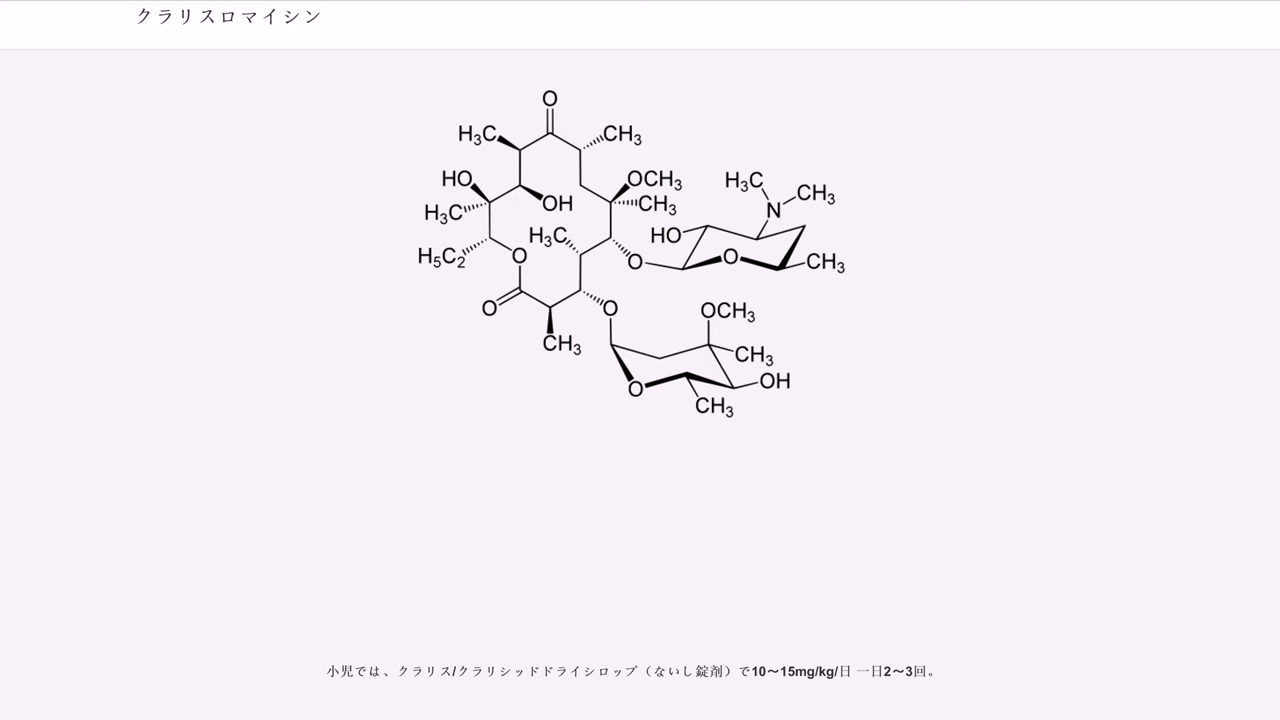 クラリスロマイシン
O
H₃C CH₃
HO OCH₃ H₃C CH₃
OH CH₃ N
H₃C H₃C HO
H₅C₂ O O O CH₃
O O OCH₃
CH₃ CH₃
O OH
CH₃
小児では、クラリス/クラリシッドドライシロップ（ないし錠剤）で10〜15mg/kg/日 一日2〜3回。